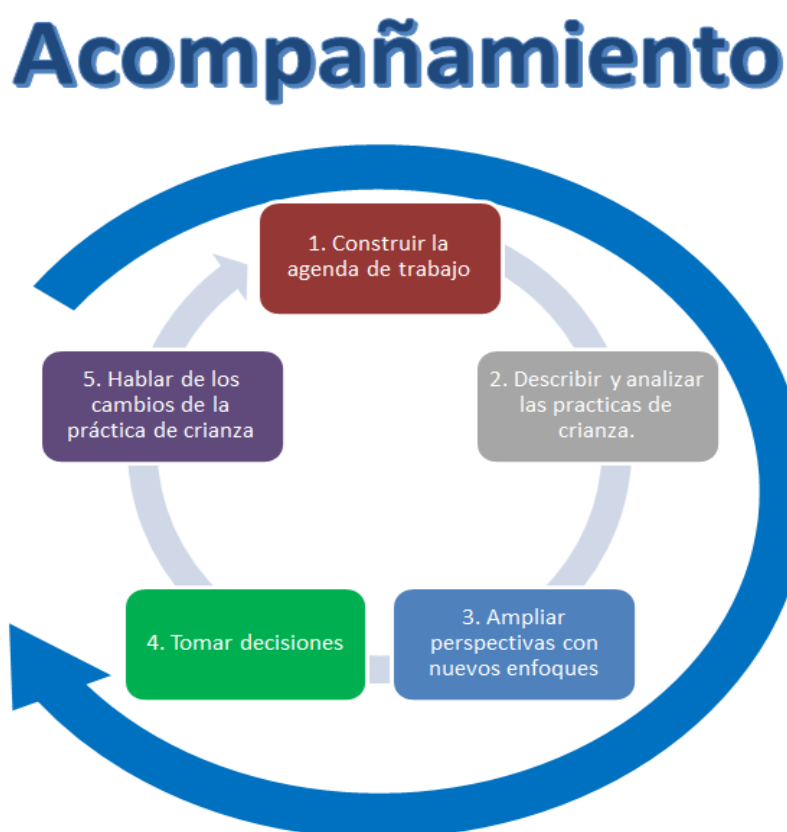 Acompañamiento
1. Construir la
agenda de trabajo
2. Describir y analizar
las practicas de
crianza.
3. Ampliar
perspectivas con
nuevos enfoques
4. Tomar decisiones
5. Hablar de los
cambios de la
práctica de crianza